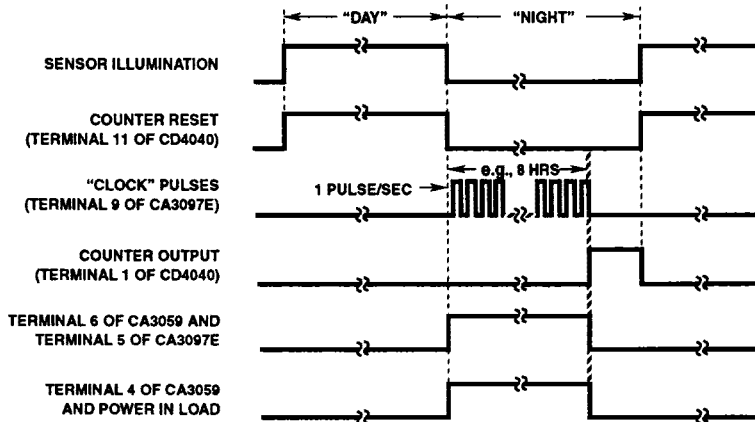 “DAY”
“NIGHT”
SENSOR ILLUMINATION
COUNTER RESET
(TERMINAL 11 OF CD4040)
e.g., 8 HRS
1 PULSE/SEC
“CLOCK” PULSES
(TERMINAL 9 OF CA3097E)
COUNTER OUTPUT
(TERMINAL 1 OF CD4040)
TERMINAL 6 OF CA3059 AND
TERMINAL 5 OF CA3097E
TERMINAL 4 OF CA3059
AND POWER IN LOAD